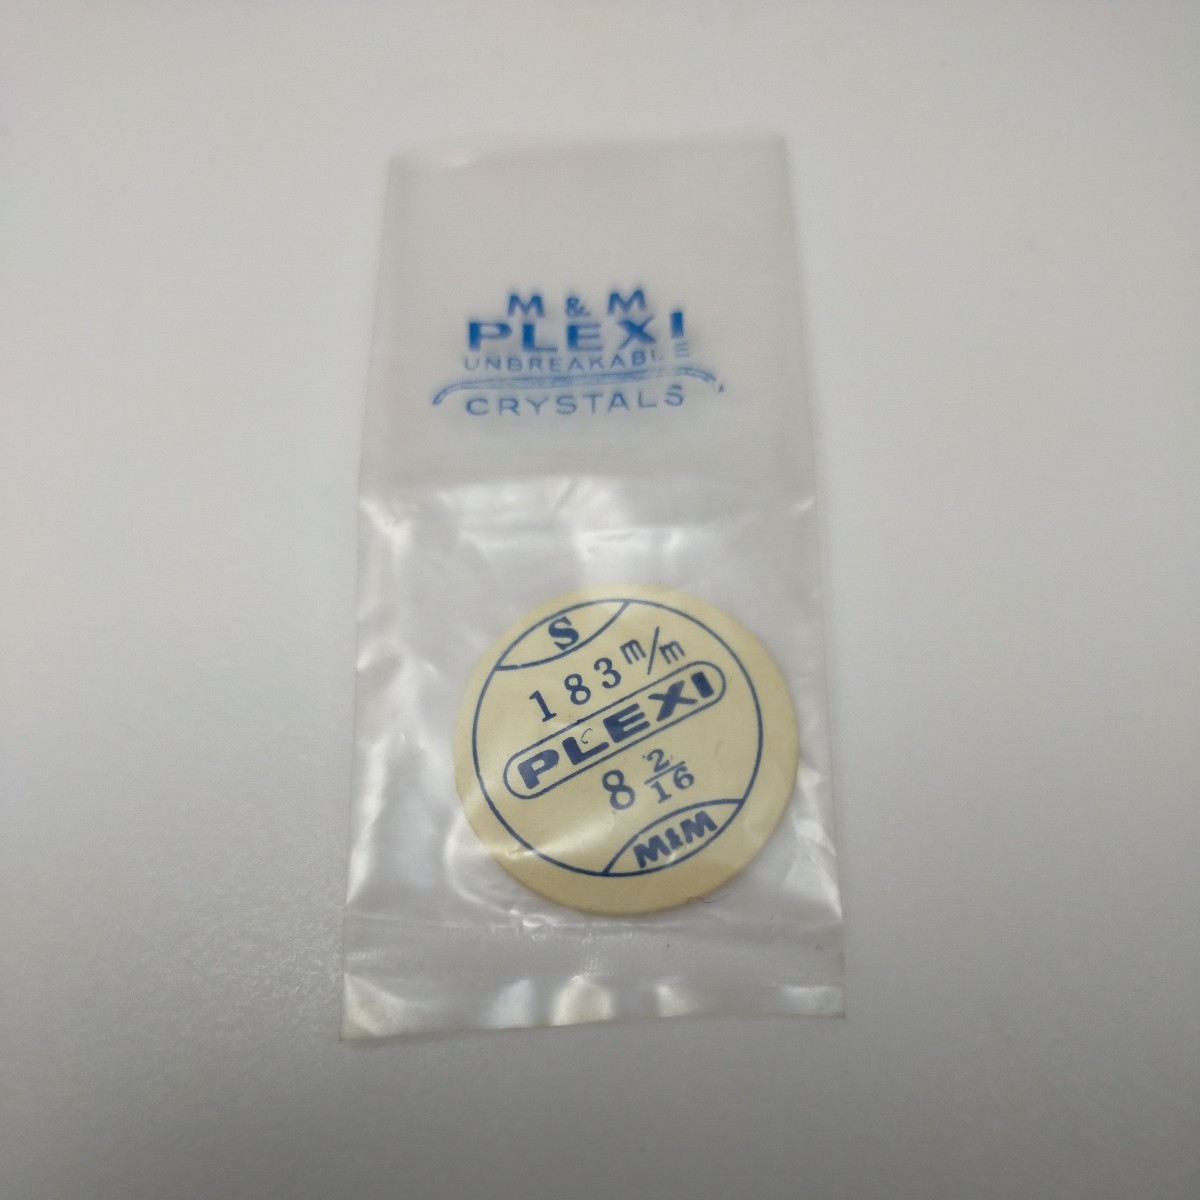 M & M
PLEXI
UNBREAKABLE
CRYSTALS
S
183 m/m
PLEXI
8 2/16
M&M